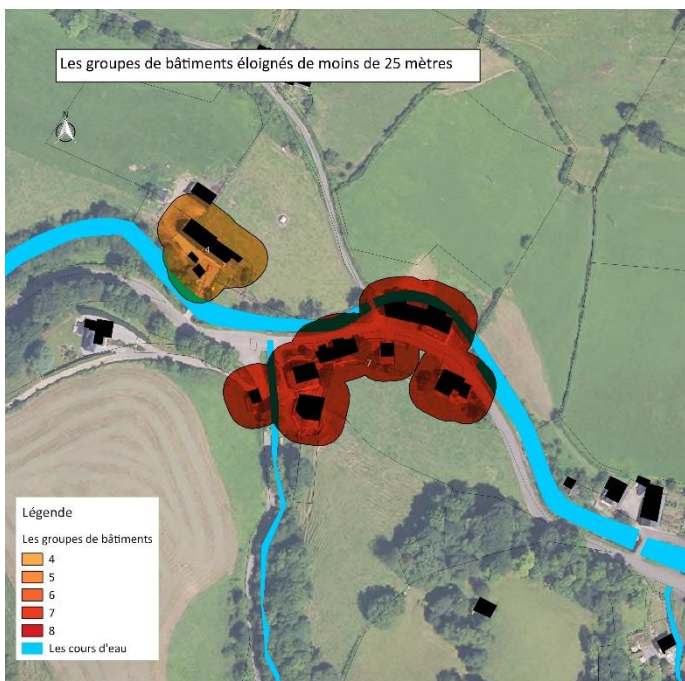 Les groupes de bâtiments éloignés de moins de 25 mètres
N
4
7
Légende
Les groupes de bâtiments
4
5
6
7
8
Les cours d'eau